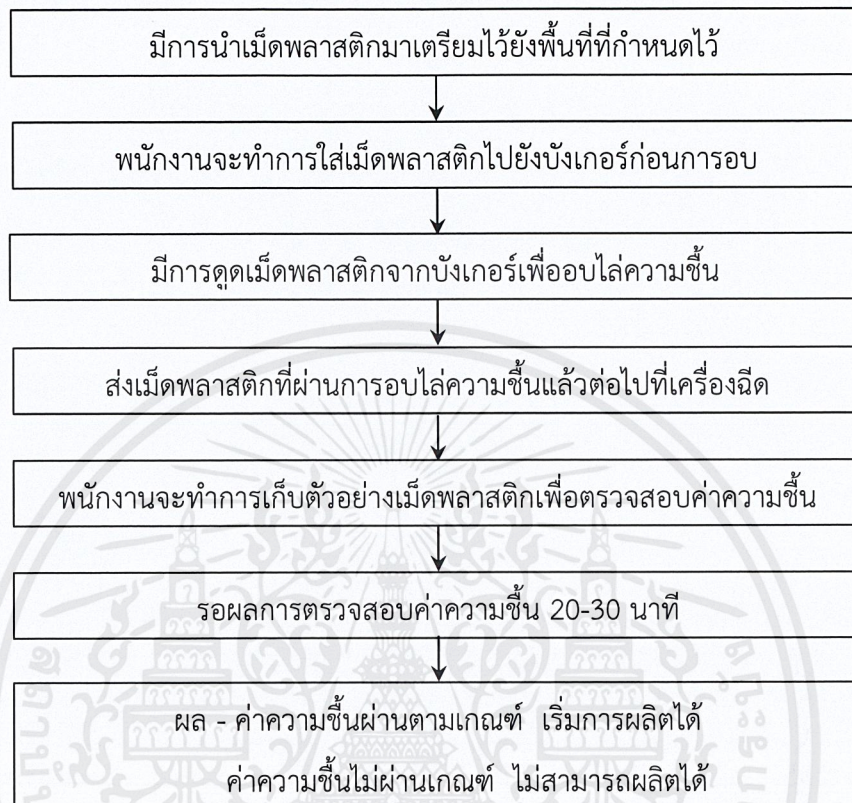 มีการนำเม็ดพลาสติกมาเตรียมไว้ยังพื้นที่ที่กำหนดไว้
พนักงานจะทำการใส่เม็ดพลาสติกไปยังบังเกอร์ก่อนการอบ
มีการดูดเม็ดพลาสติกจากบังเกอร์เพื่ออบไล่ความชื้น
ส่งเม็ดพลาสติกที่ผ่านการอบไล่ความชื้นแล้วต่อไปที่เครื่องฉีด
พนักงานจะทำการเก็บตัวอย่างเม็ดพลาสติกเพื่อตรวจสอบค่าความชื้น
รอผลการตรวจสอบค่าความชื้น 20-30 นาที
ผล - ค่าความชื้นผ่านตามเกณฑ์ เริ่มการผลิตได้
ค่าความชื้นไม่ผ่านเกณฑ์ ไม่สามารถผลิตได้